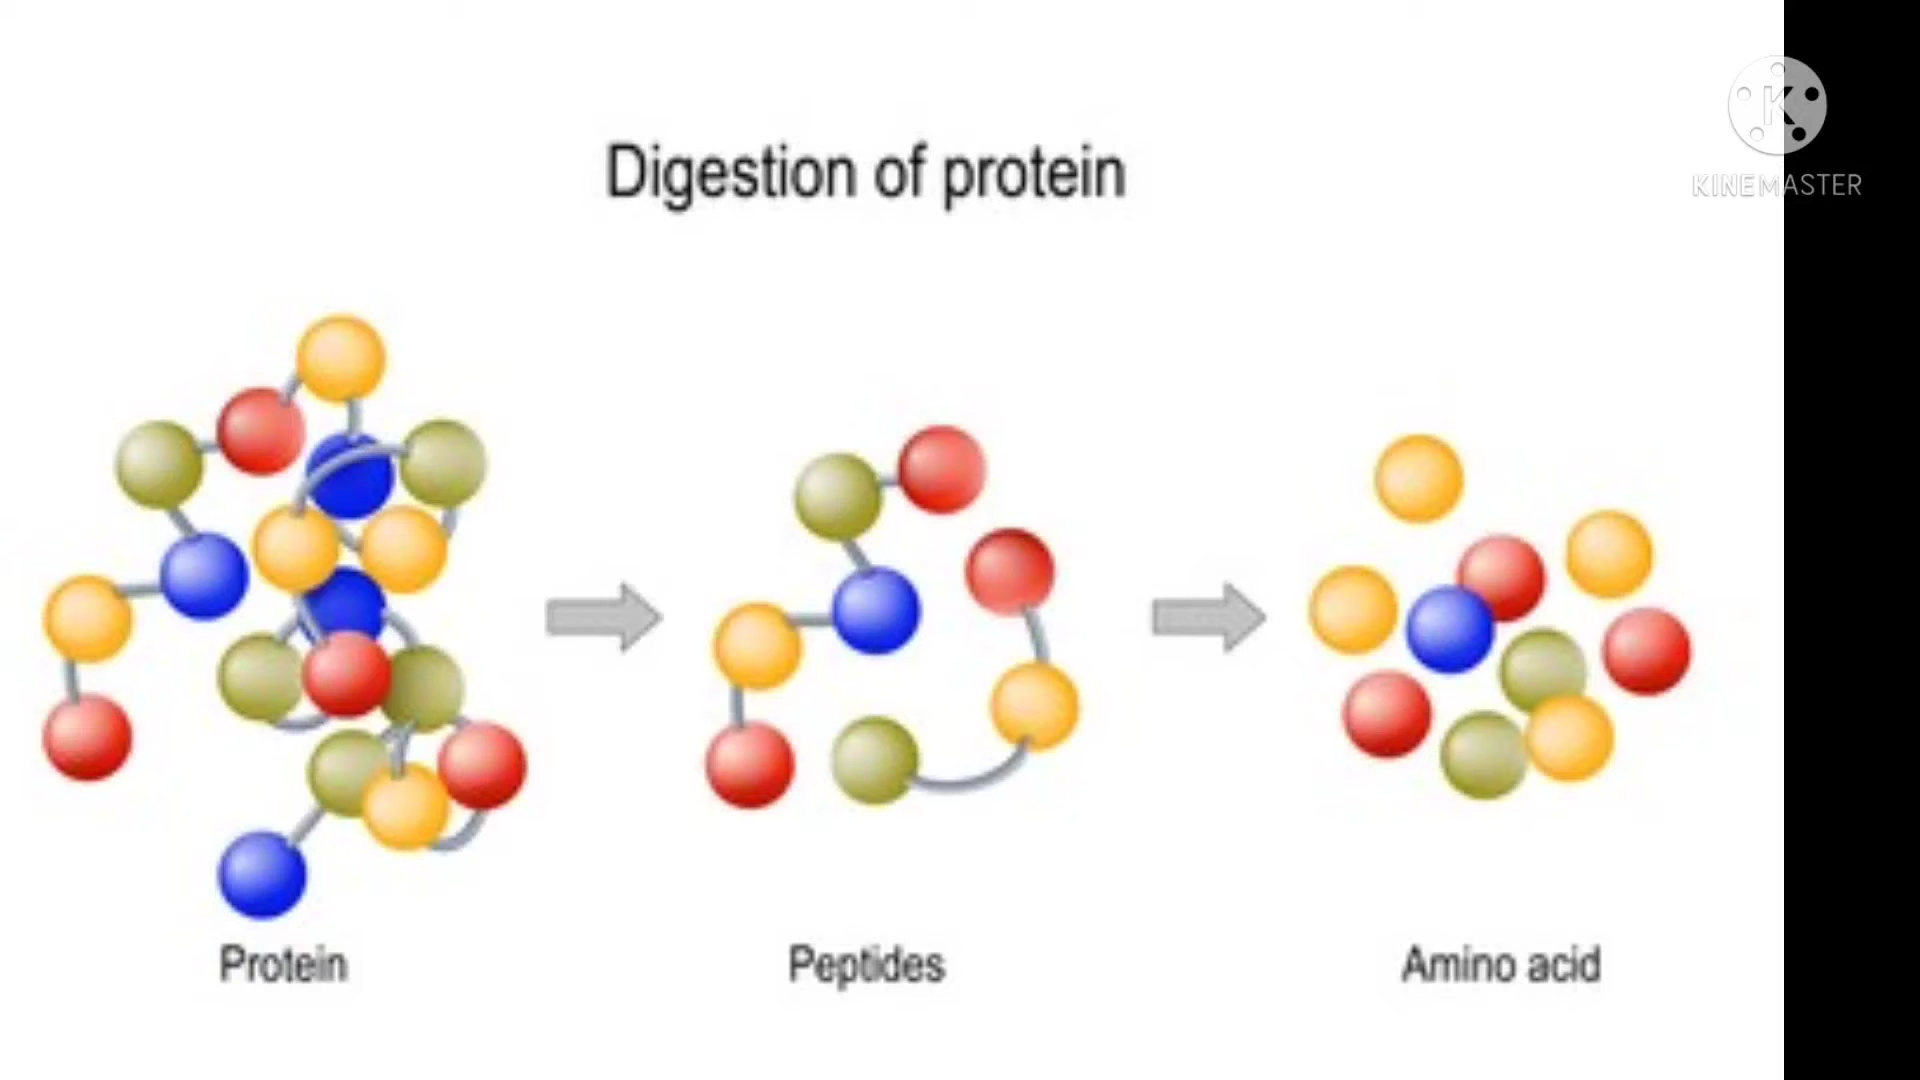 K
KINEMASTER
Digestion of protein
Protein
Peptides
Amino acid